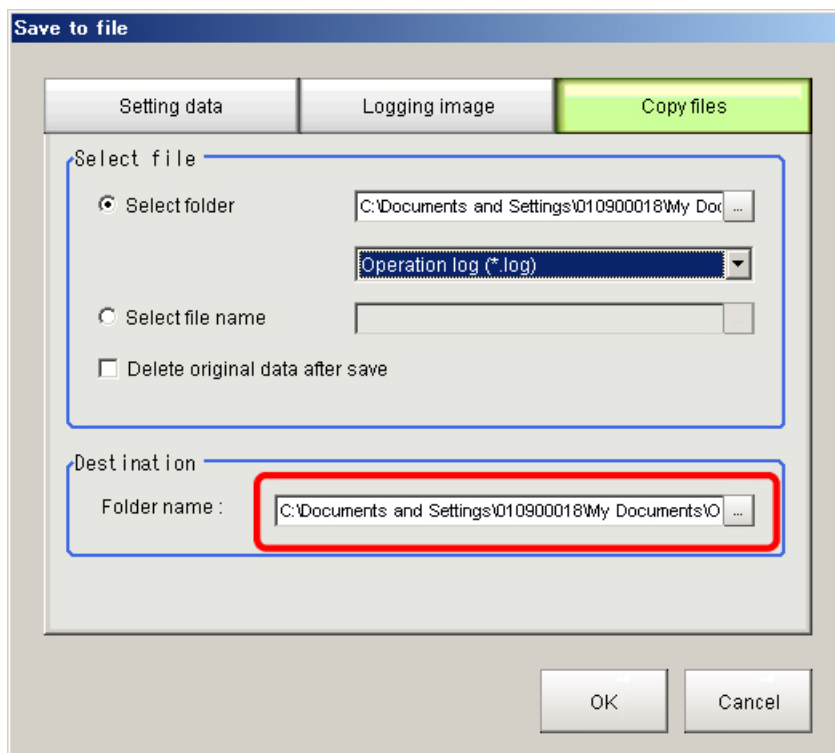 Save to file
Setting data Logging image Copy files
Select file
Select folder C:\Documents and Settings\010900018\My Doc ...
Operation log (*.log)
Select file name ...
Delete original data after save
Destination
Folder name : C:\Documents and Settings\010900018\My Documents\O ...
OK Cancel